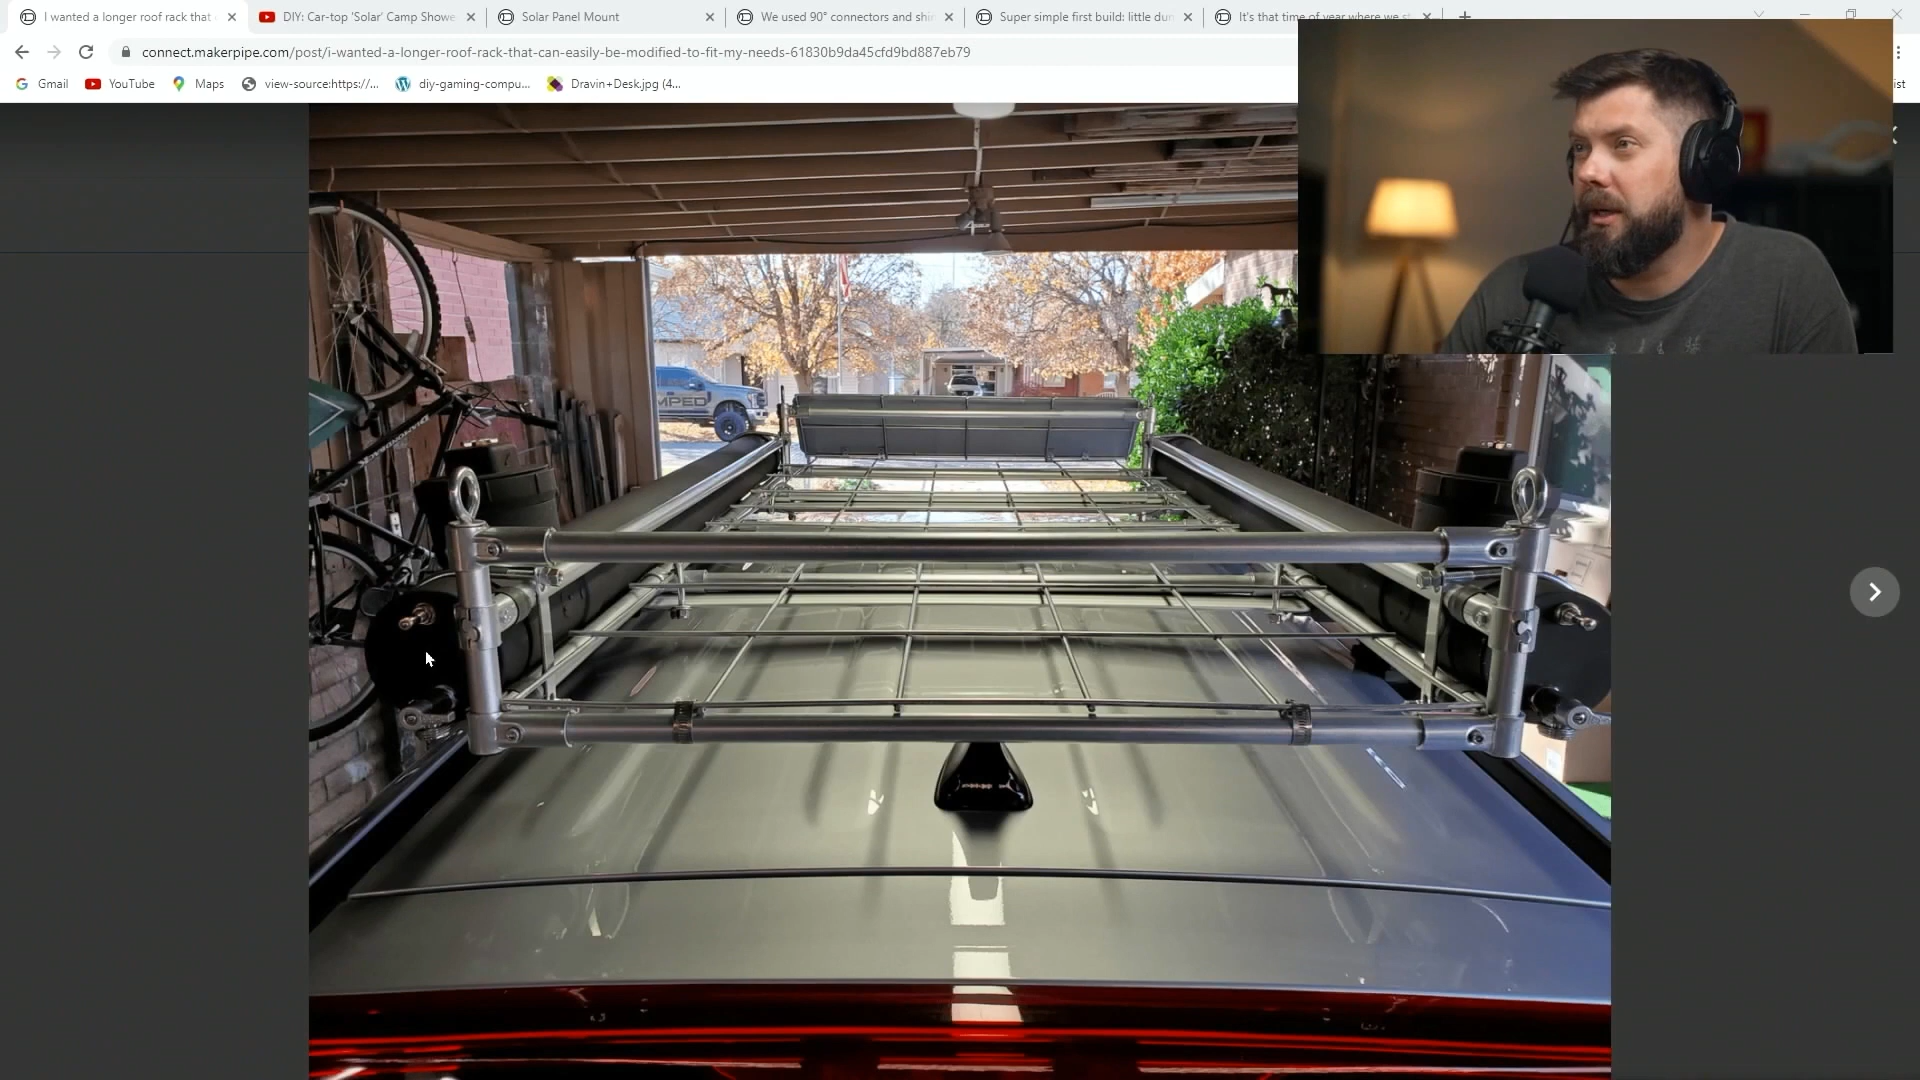 I wanted a longer roof rack that
DIY: Car-top 'Solar' Camp Showe
Solar Panel Mount
We used 90° connectors and shi
Super simple first build: little du
It's that time of year where we st
connect.makerpipe.com/post/i-wanted-a-longer-roof-rack-that-can-easily-be-modified-to-fit-my-needs-61830b9da45cfd9bd887eb79
Gmail
YouTube
Maps
view-source:https://...
diy-gaming-compu...
Dravin+Desk.jpg (4...
ist
MPED